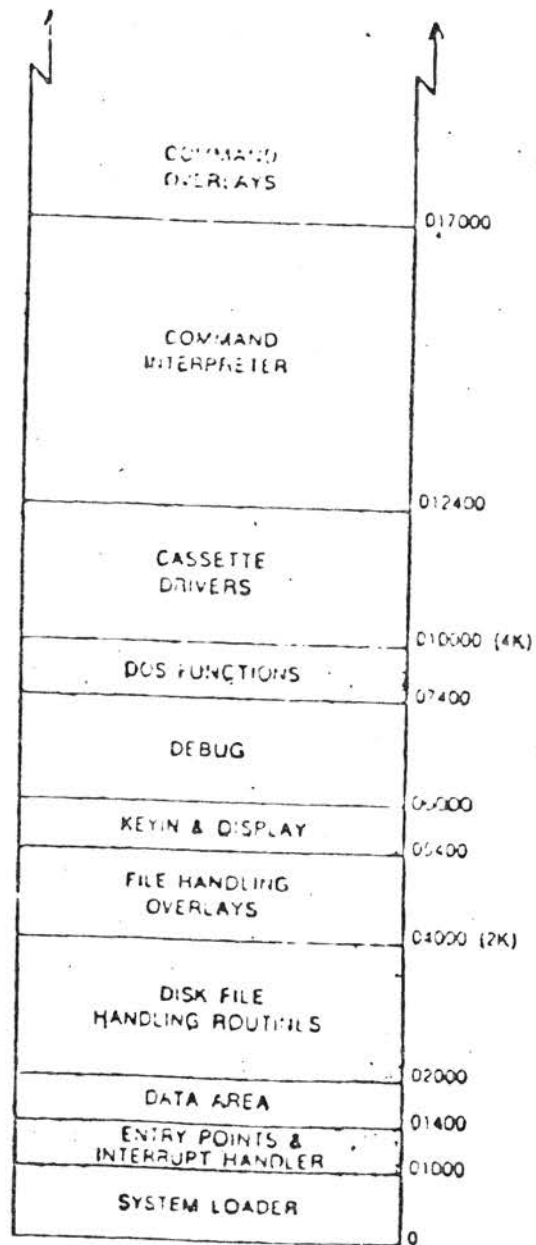 COMMAND
OVERLAYS
017000
COMMAND
INTERPRETER
012400
CASSETTE
DRIVERS
010000 (4K)
DOS FUNCTIONS
07400
DEBUG
KEYIN & DISPLAY
05400
FILE HANDLING
OVERLAYS
04000 (2K)
DISK FILE
HANDLING ROUTINES
02000
DATA AREA
01400
ENTRY POINTS &
INTERRUPT HANDLER
01000
SYSTEM LOADER
0